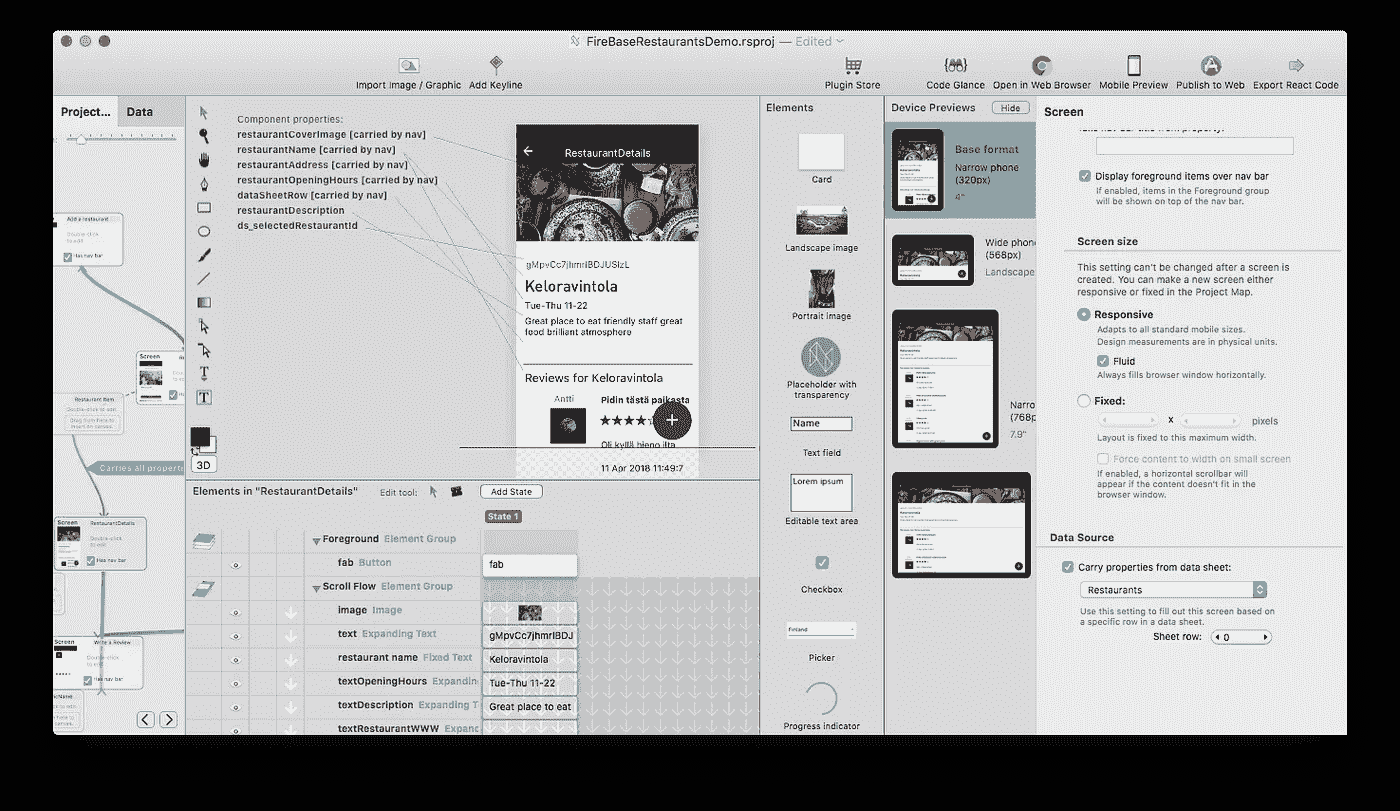 FireBaseRestaurantsDemo.rsproj — Edited
Import Image / Graphic
Add Keyline
Plugin Store
Code Glance
Open in Web Browser
Mobile Preview
Publish to Web
Export React Code
Project...
Data
Add a restaurant
Double-click
to edit
Has nav bar
Screen
Restaurant Item
Double-click to edit
Drag from here to
insert on canvas.
Carries all propert
Screen
RestaurantDetails
Double-click
to edit
Has nav bar
Screen
Write a Review
Double-click
to edit
Has nav bar
Component properties:
restaurantCoverImage [carried by nav]
restaurantName [carried by nav]
restaurantAddress [carried by nav]
restaurantOpeningHours [carried by nav]
dataSheetRow [carried by nav]
restaurantDescription
ds_selectedRestaurantId
3D
RestaurantDetails
gMpvCc7jhmrIBDJUSIzL
Keloravintola
Tue-Thu 11-22
Great place to eat friendly staff great
food brilliant atmosphere
Reviews for Keloravintola
Antti
Pidin tästä paikasta
★★★★
Oli kyllä hieno ilta
11 Apr 2018 11:49:7
Elements in "RestaurantDetails"
Edit tool:
Add State
State 1
Foreground Element Group
fab Button
fab
Scroll Flow Element Group
image Image
text Expanding Text
gMpvCc7jhmrIBDJ
restaurant name Fixed Text
Keloravintola
textOpeningHours Expandin
Tue-Thu 11-22
textDescription Expanding T
Great place to eat
textRestaurantWWW Expand
Elements
Card
Landscape image
Portrait image
Placeholder with
transparency
Name
Text field
Lorem ipsum
Editable text area
Checkbox
Finland
Picker
Progress indicator
Device Previews
Hide
Base format
Narrow phone
(320px)
4"
Wide phon
(568px)
Landscape
Narro
(768p
7.9"
Screen
Take nav bar title from property:
Display foreground items over nav bar
If enabled, items in the Foreground group
will be shown on top of the nav bar.
Screen size
This setting can't be changed after a screen is
created. You can make a new screen either
responsive or fixed in the Project Map.
Responsive
Adapts to all standard mobile sizes.
Design measurements are in physical units.
Fluid
Always fills browser window horizontally.
Fixed:
x
pixels
Layout is fixed to this maximum width.
Force content to width on small screen
If enabled, a horizontal scrollbar will
appear if the content doesn't fit in the
browser window.
Data Source
Carry properties from data sheet:
Restaurants
Use this setting to fill out this screen based on
a specific row in a data sheet.
Sheet row:
0